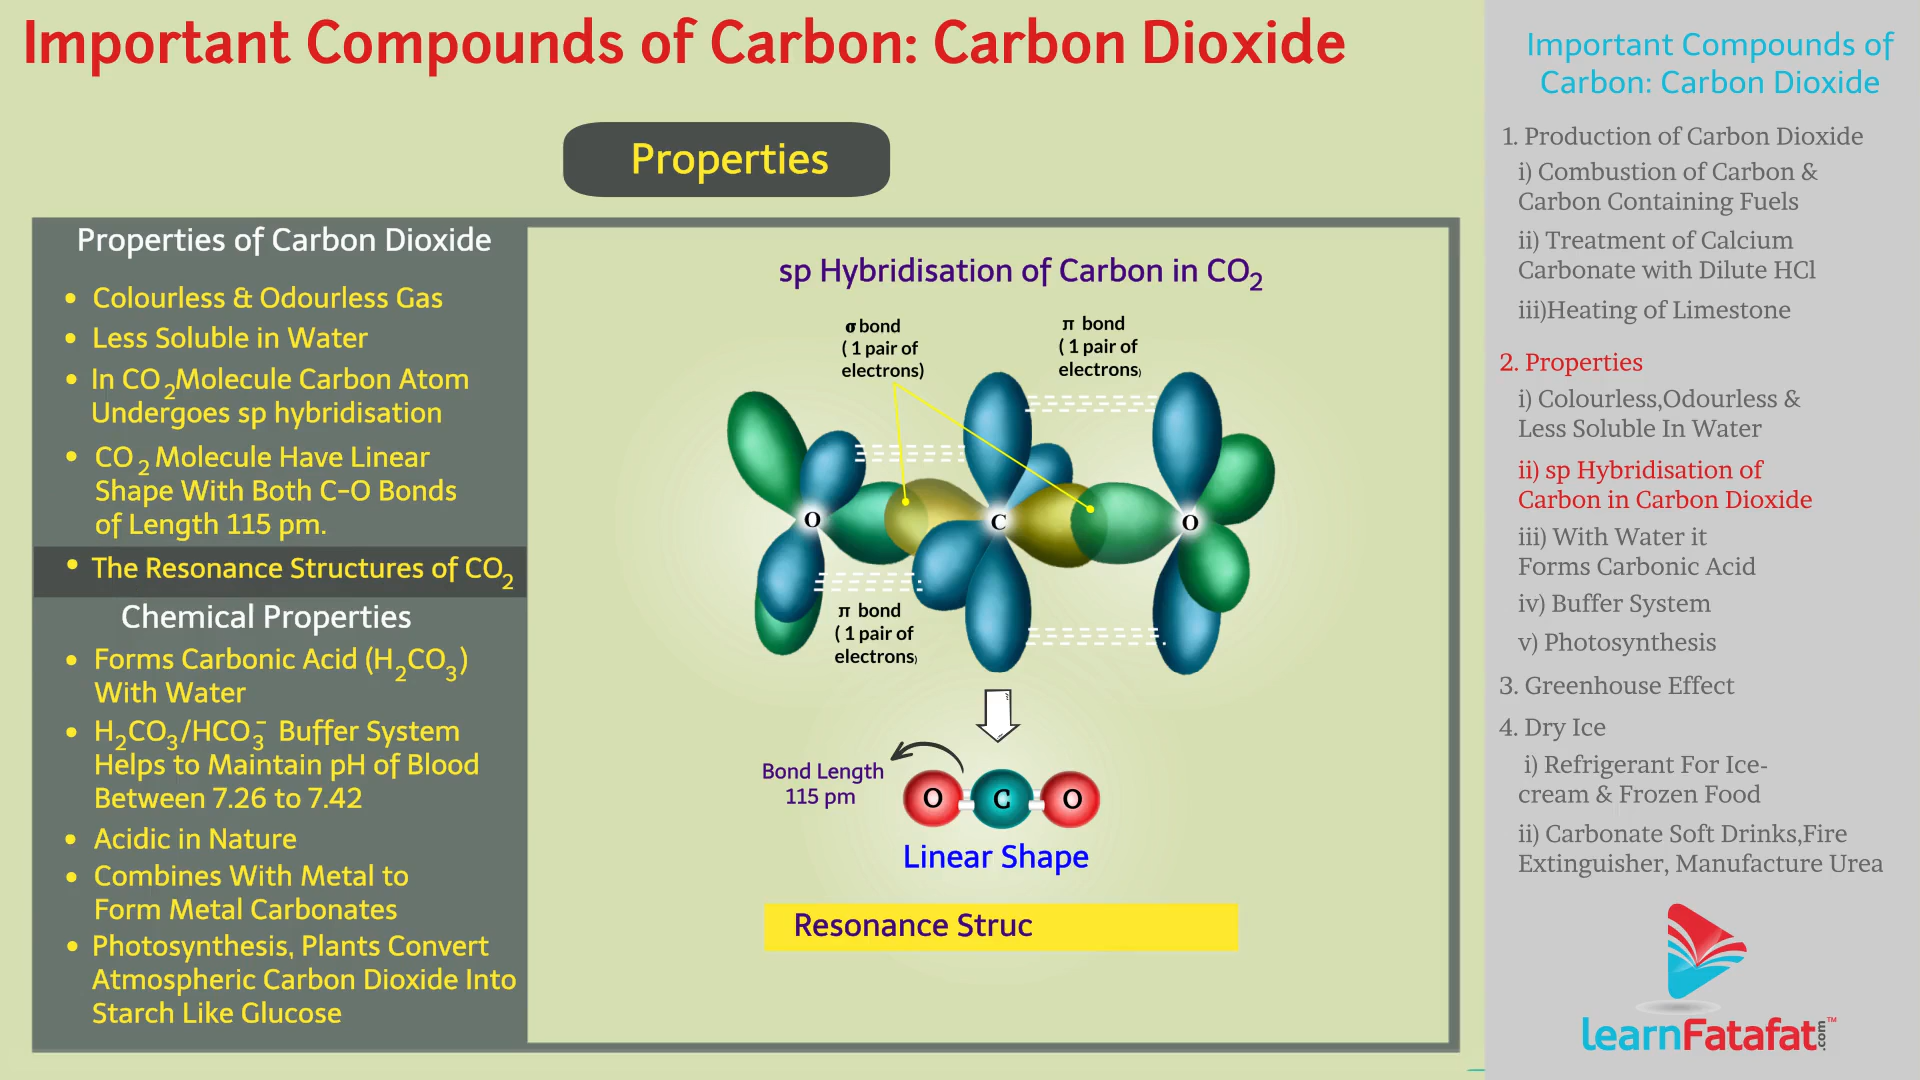 Important Compounds of Carbon: Carbon Dioxide
Properties
Properties of Carbon Dioxide
• Colourless & Odourless Gas
• Less Soluble in Water
• In CO₂ Molecule Carbon Atom
Undergoes sp hybridisation
• CO₂ Molecule Have Linear
Shape With Both C-O Bonds
of Length 115 pm.
• The Resonance Structures of CO₂
Chemical Properties
• Forms Carbonic Acid (H₂CO₃)
With Water
• H₂CO₃/HCO₃⁻ Buffer System
Helps to Maintain pH of Blood
Between 7.26 to 7.42
• Acidic in Nature
• Combines With Metal to
Form Metal Carbonates
• Photosynthesis, Plants Convert
Atmospheric Carbon Dioxide Into
Starch Like Glucose
sp Hybridisation of Carbon in CO₂
σ bond
( 1 pair of
electrons)
π bond
( 1 pair of
electrons)
O
C
O
π bond
( 1 pair of
electrons)
Bond Length
115 pm
O
C
O
Linear Shape
Resonance Struc
Important Compounds of
Carbon: Carbon Dioxide
1. Production of Carbon Dioxide
i) Combustion of Carbon &
Carbon Containing Fuels
ii) Treatment of Calcium
Carbonate with Dilute HCl
iii)Heating of Limestone
2. Properties
i) Colourless,Odourless &
Less Soluble In Water
ii) sp Hybridisation of
Carbon in Carbon Dioxide
iii) With Water it
Forms Carbonic Acid
iv) Buffer System
v) Photosynthesis
3. Greenhouse Effect
4. Dry Ice
i) Refrigerant For Ice-
cream & Frozen Food
ii) Carbonate Soft Drinks,Fire
Extinguisher, Manufacture Urea
learnFatafat.com™